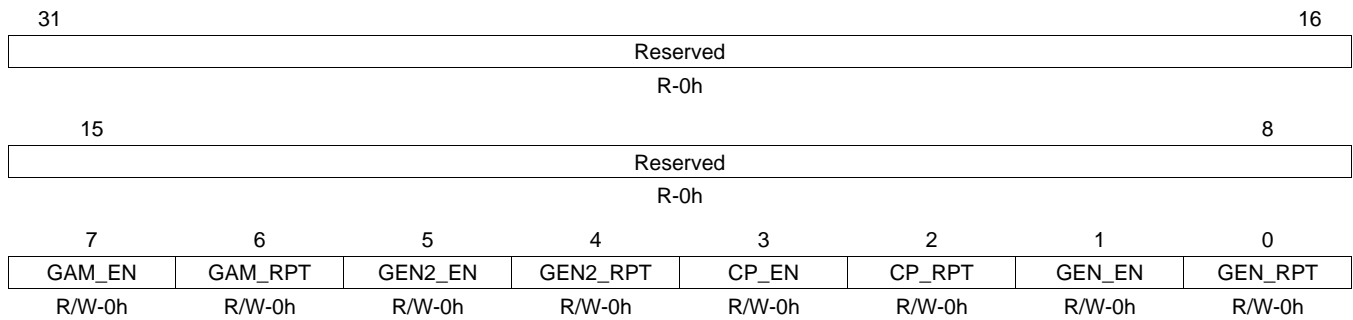 31 16
Reserved
R-0h
15 8
Reserved
R-0h
7 6 5 4 3 2 1 0
GAM_EN GAM_RPT GEN2_EN GEN2_RPT CP_EN CP_RPT GEN_EN GEN_RPT
R/W-0h R/W-0h R/W-0h R/W-0h R/W-0h R/W-0h R/W-0h R/W-0h